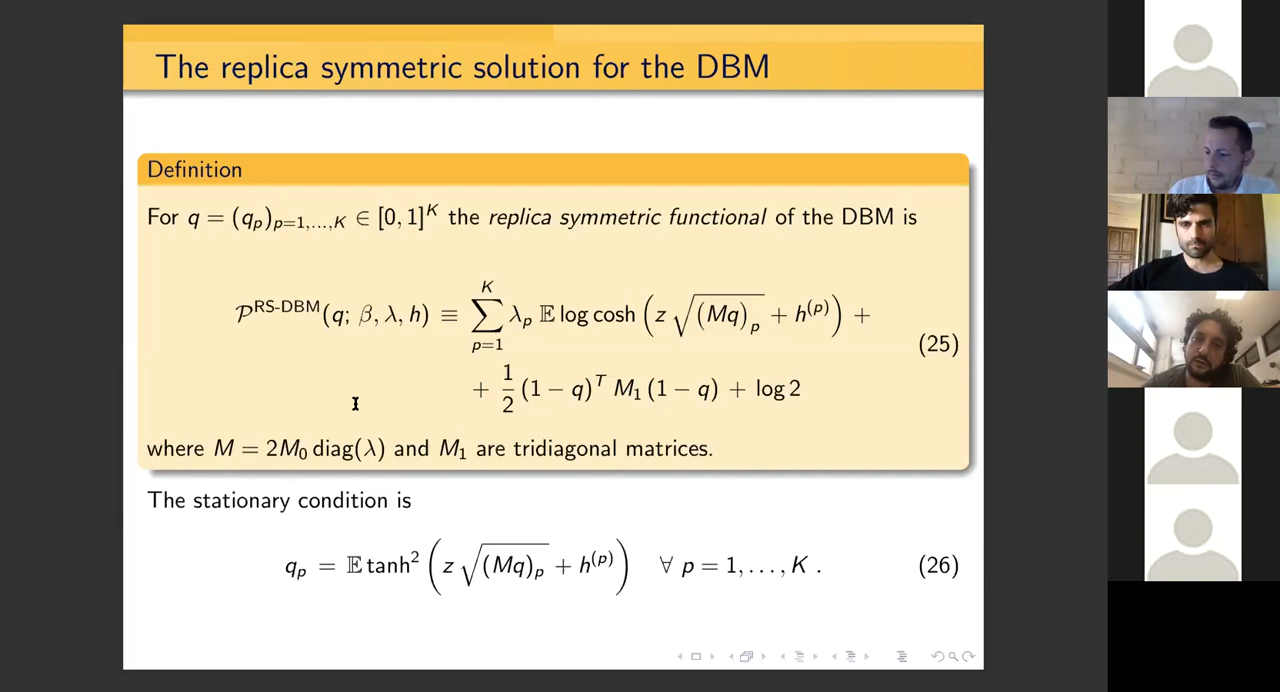 The replica symmetric solution for the DBM
Definition
For q = (q_p)_{p=1,...,K} ∈ [0, 1]^K the replica symmetric functional of the DBM is
𝒫^{RS-DBM}(q; β, λ, h) ≡ ∑_{p=1}^{K} λ_p 𝔼 log cosh ( z √(Mq)_p + h^{(p)} ) +
+ 1/2 (1 − q)^T M_1 (1 − q) + log 2
(25)
where M = 2M_0 diag(λ) and M_1 are tridiagonal matrices.
The stationary condition is
q_p = 𝔼 tanh^2 ( z √(Mq)_p + h^{(p)} ) ∀ p = 1, . . . , K . (26)